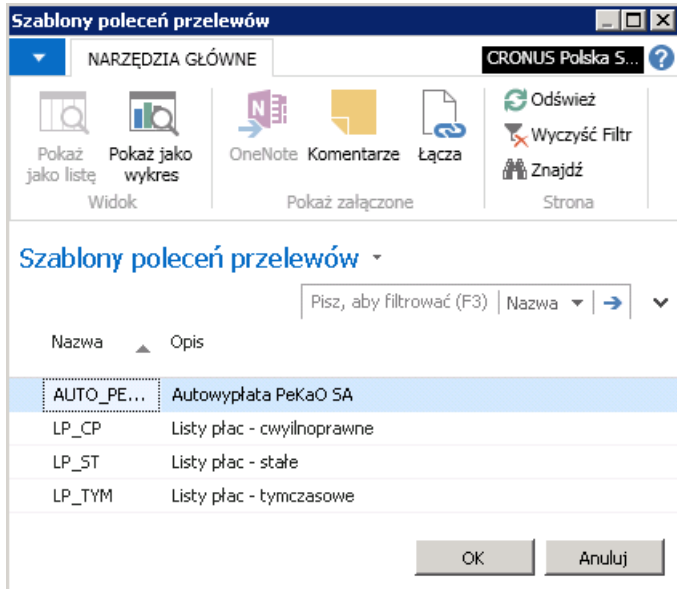 Szablony poleceń przelewów
NARZĘDZIA GŁÓWNE
CRONUS Polska S...
Pokaż jako listę
Pokaż jako wykres
Widok
OneNote
Komentarze
Łącza
Pokaż załączone
Odśwież
Wyczyść Filtr
Znajdź
Strona
Szablony poleceń przelewów
Pisz, aby filtrować (F3) Nazwa
Nazwa Opis
AUTO_PE... Autowypłata PeKaO SA
LP_CP Listy płac - cwyilnoprawne
LP_ST Listy płac - stałe
LP_TYM Listy płac - tymczasowe
OK Anuluj